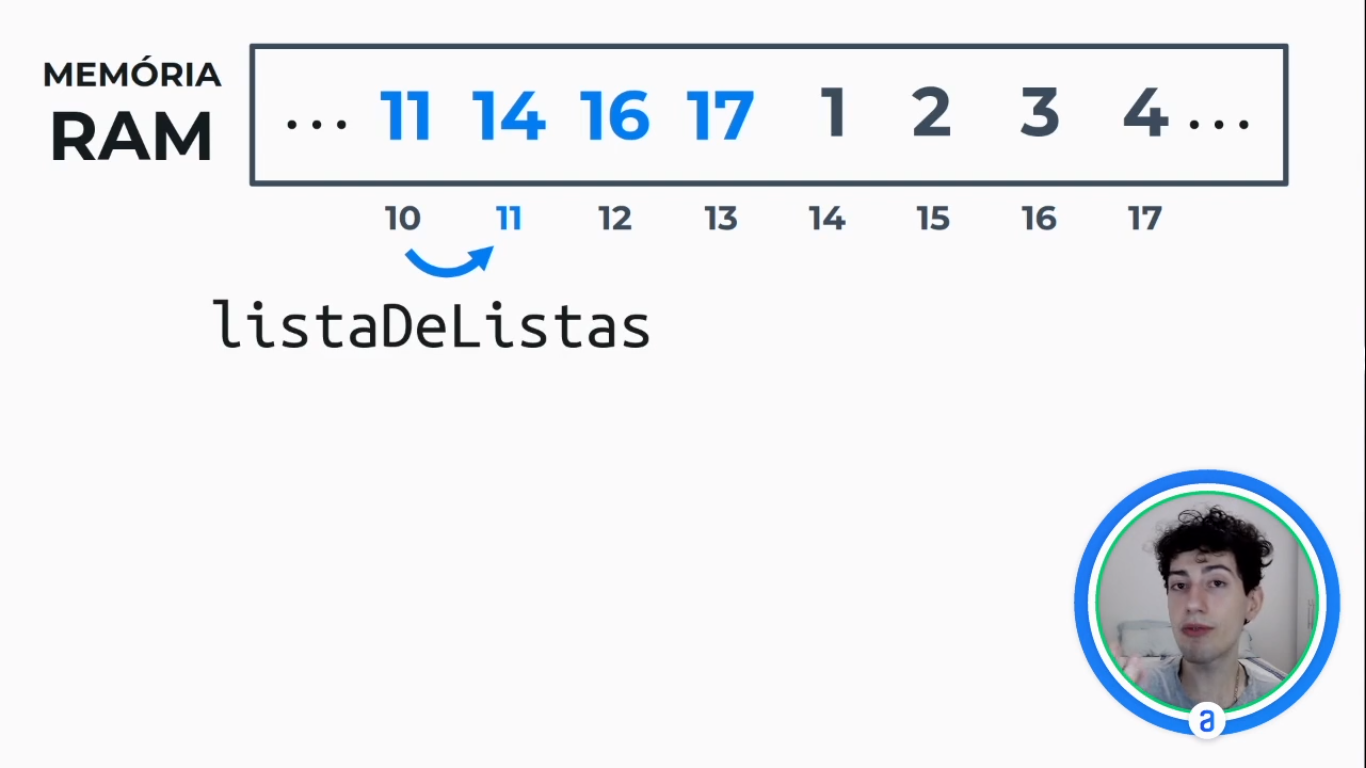 MEMÓRIA
RAM
... 11 14 16 17 1 2 3 4 ...
10 11 12 13 14 15 16 17
listaDeListas
a